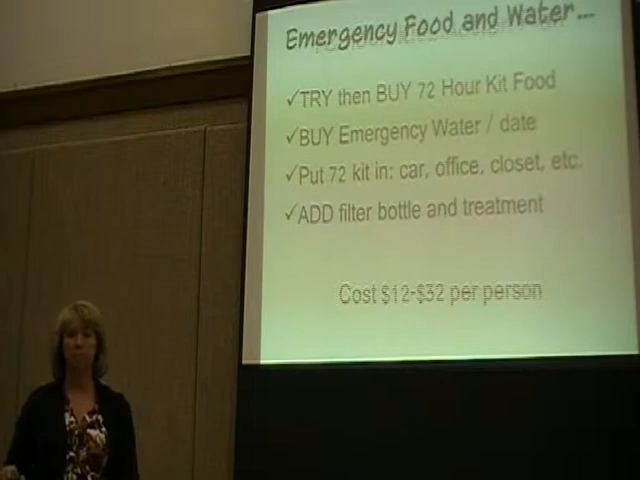 Emergency Food and Water...
✓TRY then BUY 72 Hour Kit Food
✓BUY Emergency Water / date
✓Put 72 kit in: car, office, closet, etc.
✓ADD filter bottle and treatment
Cost $12-$32 per person